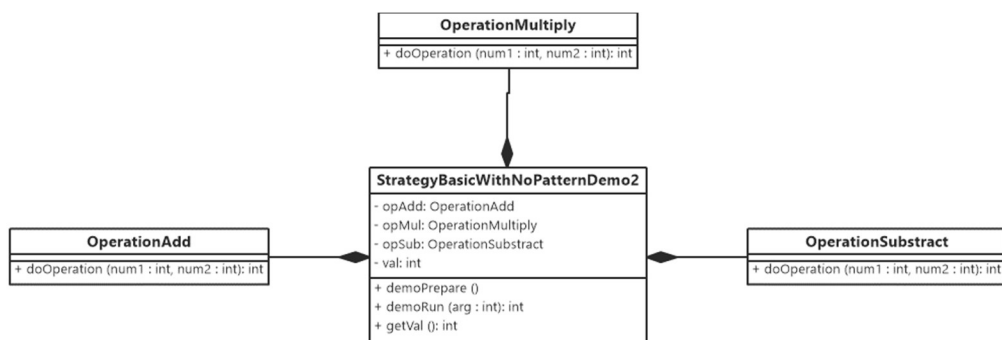 OperationMultiply
+ doOperation (num1 : int, num2 : int): int
StrategyBasicWithNoPatternDemo2
- opAdd: OperationAdd
- opMul: OperationMultiply
- opSub: OperationSubstract
- val: int
+ demoPrepare ()
+ demoRun (arg : int): int
+ getVal (): int
OperationAdd
+ doOperation (num1 : int, num2 : int): int
OperationSubstract
+ doOperation (num1 : int, num2 : int): int